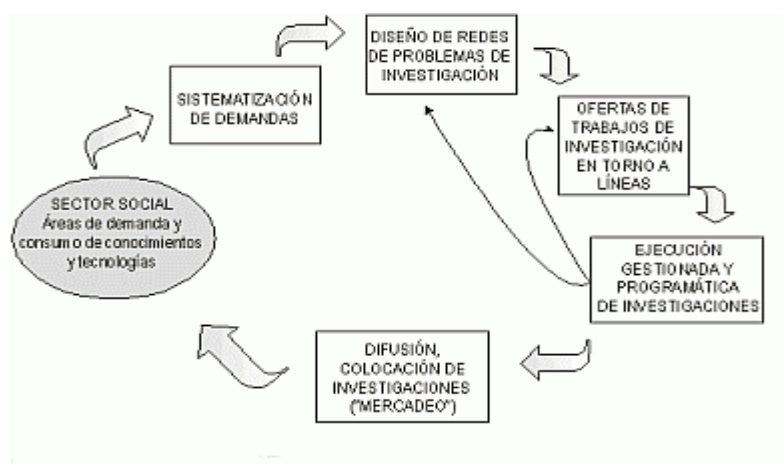 DISEÑO DE REDES
DE PROBLEMAS DE
INVESTIGACIÓN
SISTEMATIZACIÓN
DE DEMANDAS
OFERTAS DE
TRABAJOS DE
INVESTIGACIÓN
EN TORNO A
LÍNEAS
SECTOR SOCIAL
Áreas de demanda y
consumo de conocimientos
y tecnologías
EJECUCIÓN
GESTIONADA Y
PROGRAMÁTICA
DE INVESTIGACIONES
DIFUSIÓN,
COLOCACIÓN DE
INVESTIGACIONES
("MERCADEO")